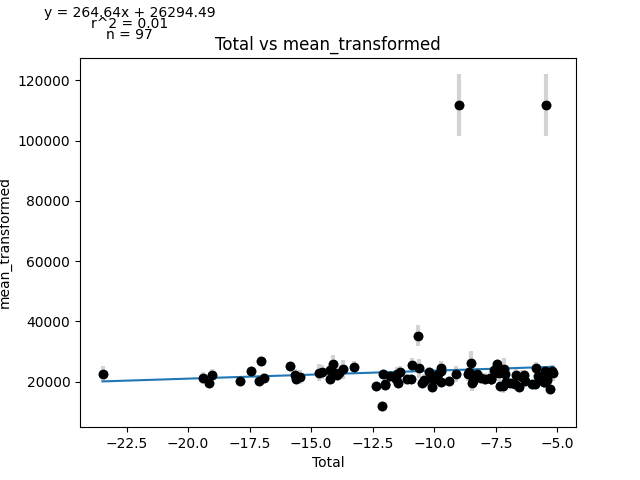 y = 264.64x + 26294.49
r^2 = 0.01
n = 97
Total vs mean_transformed
120000
100000
80000
60000
40000
20000
mean_transformed
−22.5
−20.0
−17.5
−15.0
−12.5
−10.0
−7.5
−5.0
Total